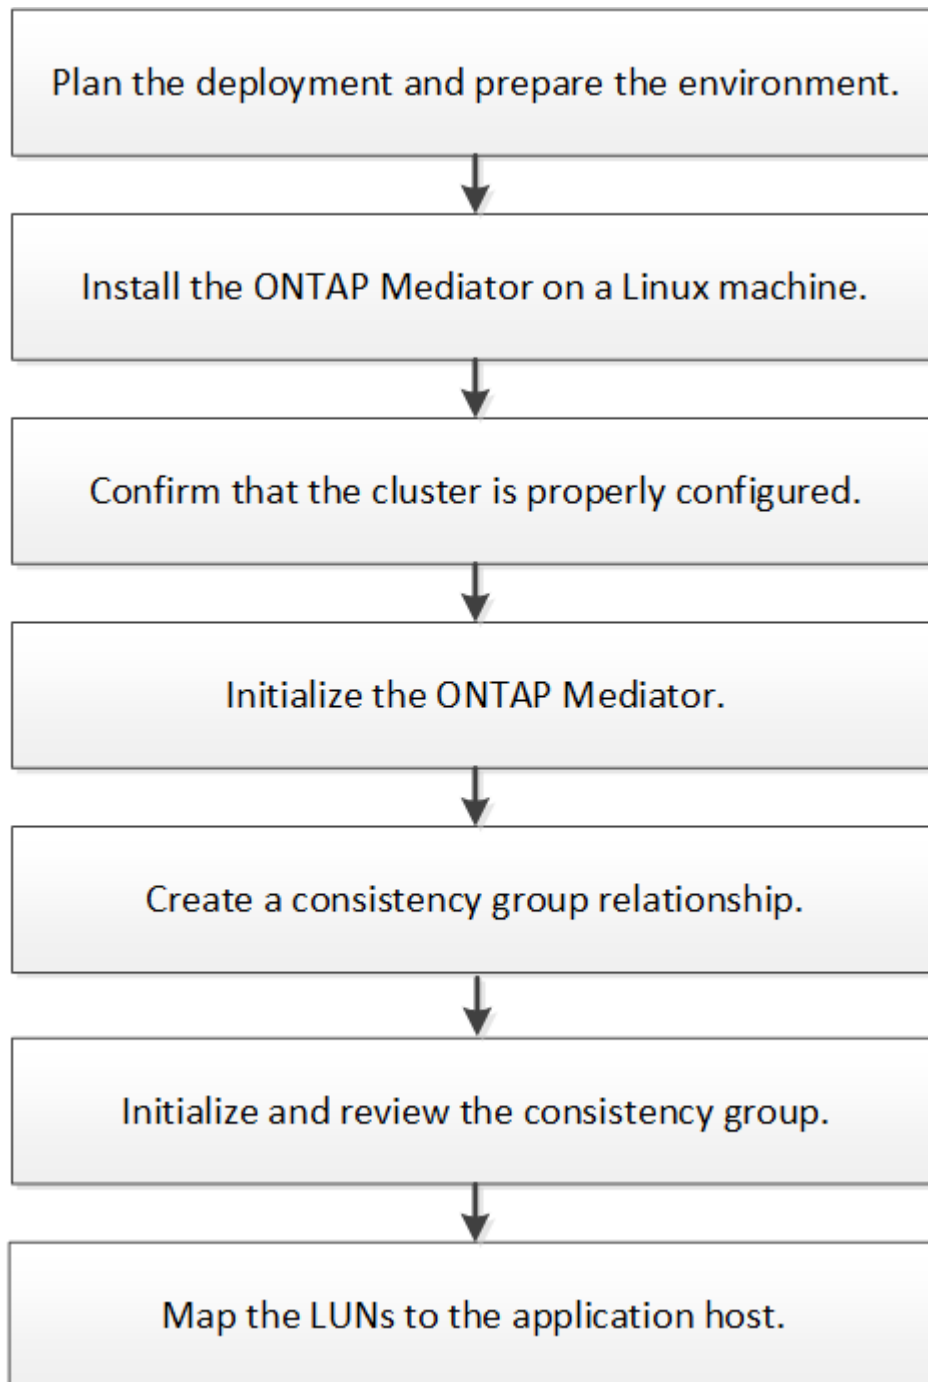 Plan the deployment and prepare the environment.
Install the ONTAP Mediator on a Linux machine.
Confirm that the cluster is properly configured.
Initialize the ONTAP Mediator.
Create a consistency group relationship.
Initialize and review the consistency group.
Map the LUNs to the application host.